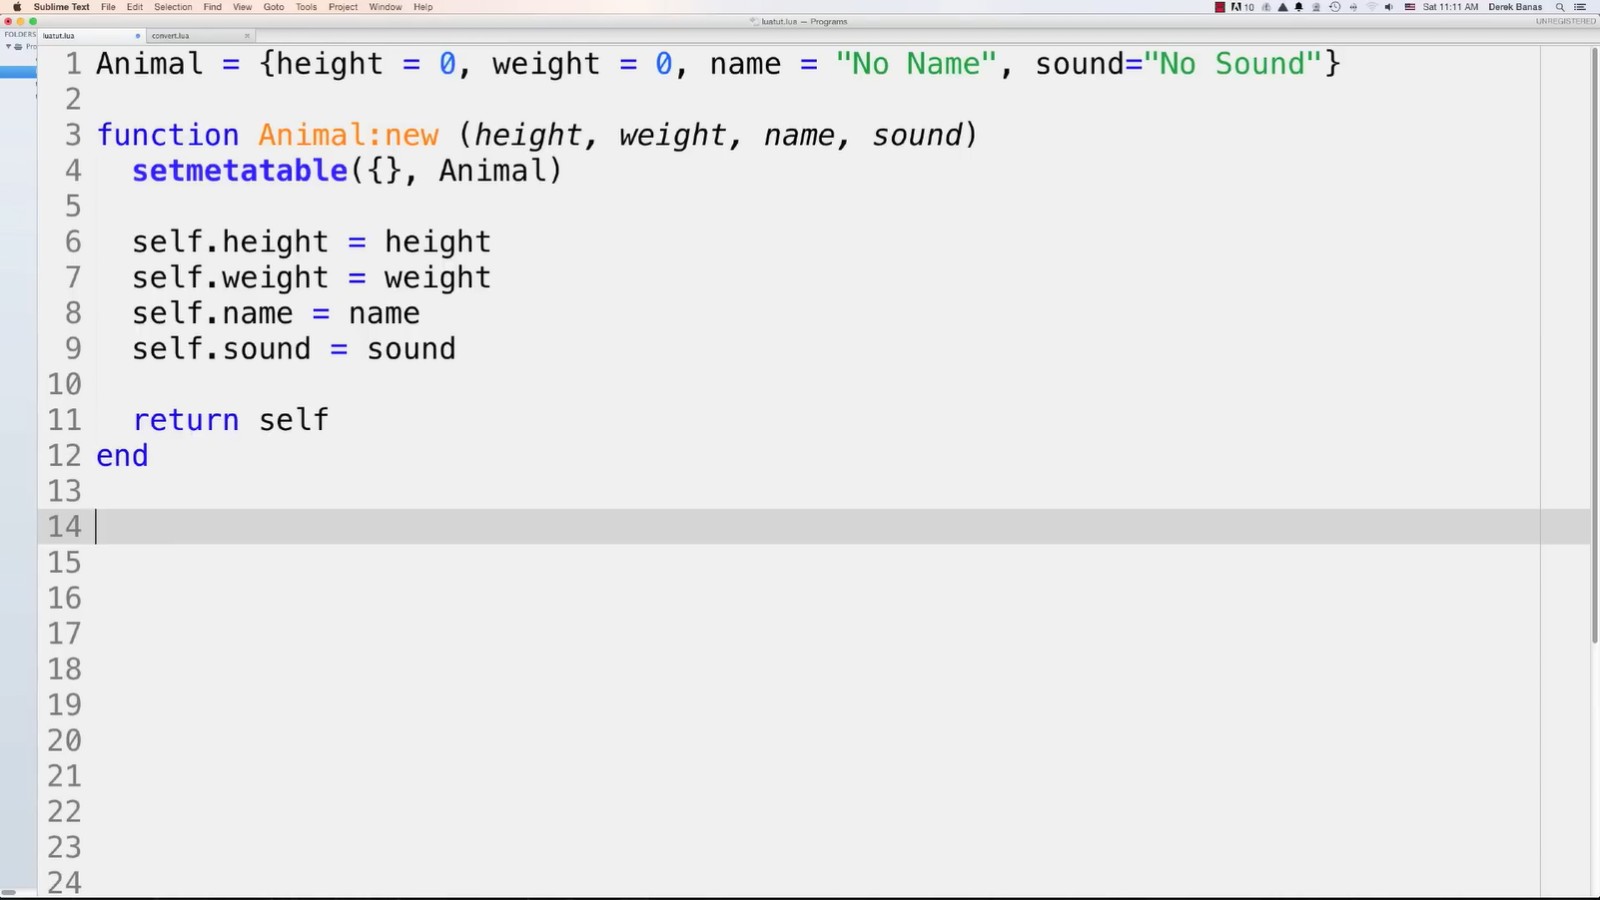 Sublime Text File Edit Selection Find View Goto Tools Project Window Help 10 Sat 11:11 AM Derek Banas
luatut.lua — Programs UNREGISTERED
FOLDERS luatut.lua convert.lua
1 Animal = {height = 0, weight = 0, name = "No Name", sound="No Sound"}
2
3 function Animal:new (height, weight, name, sound)
4 setmetatable({}, Animal)
5
6 self.height = height
7 self.weight = weight
8 self.name = name
9 self.sound = sound
10
11 return self
12 end
13
14
15
16
17
18
19
20
21
22
23
24